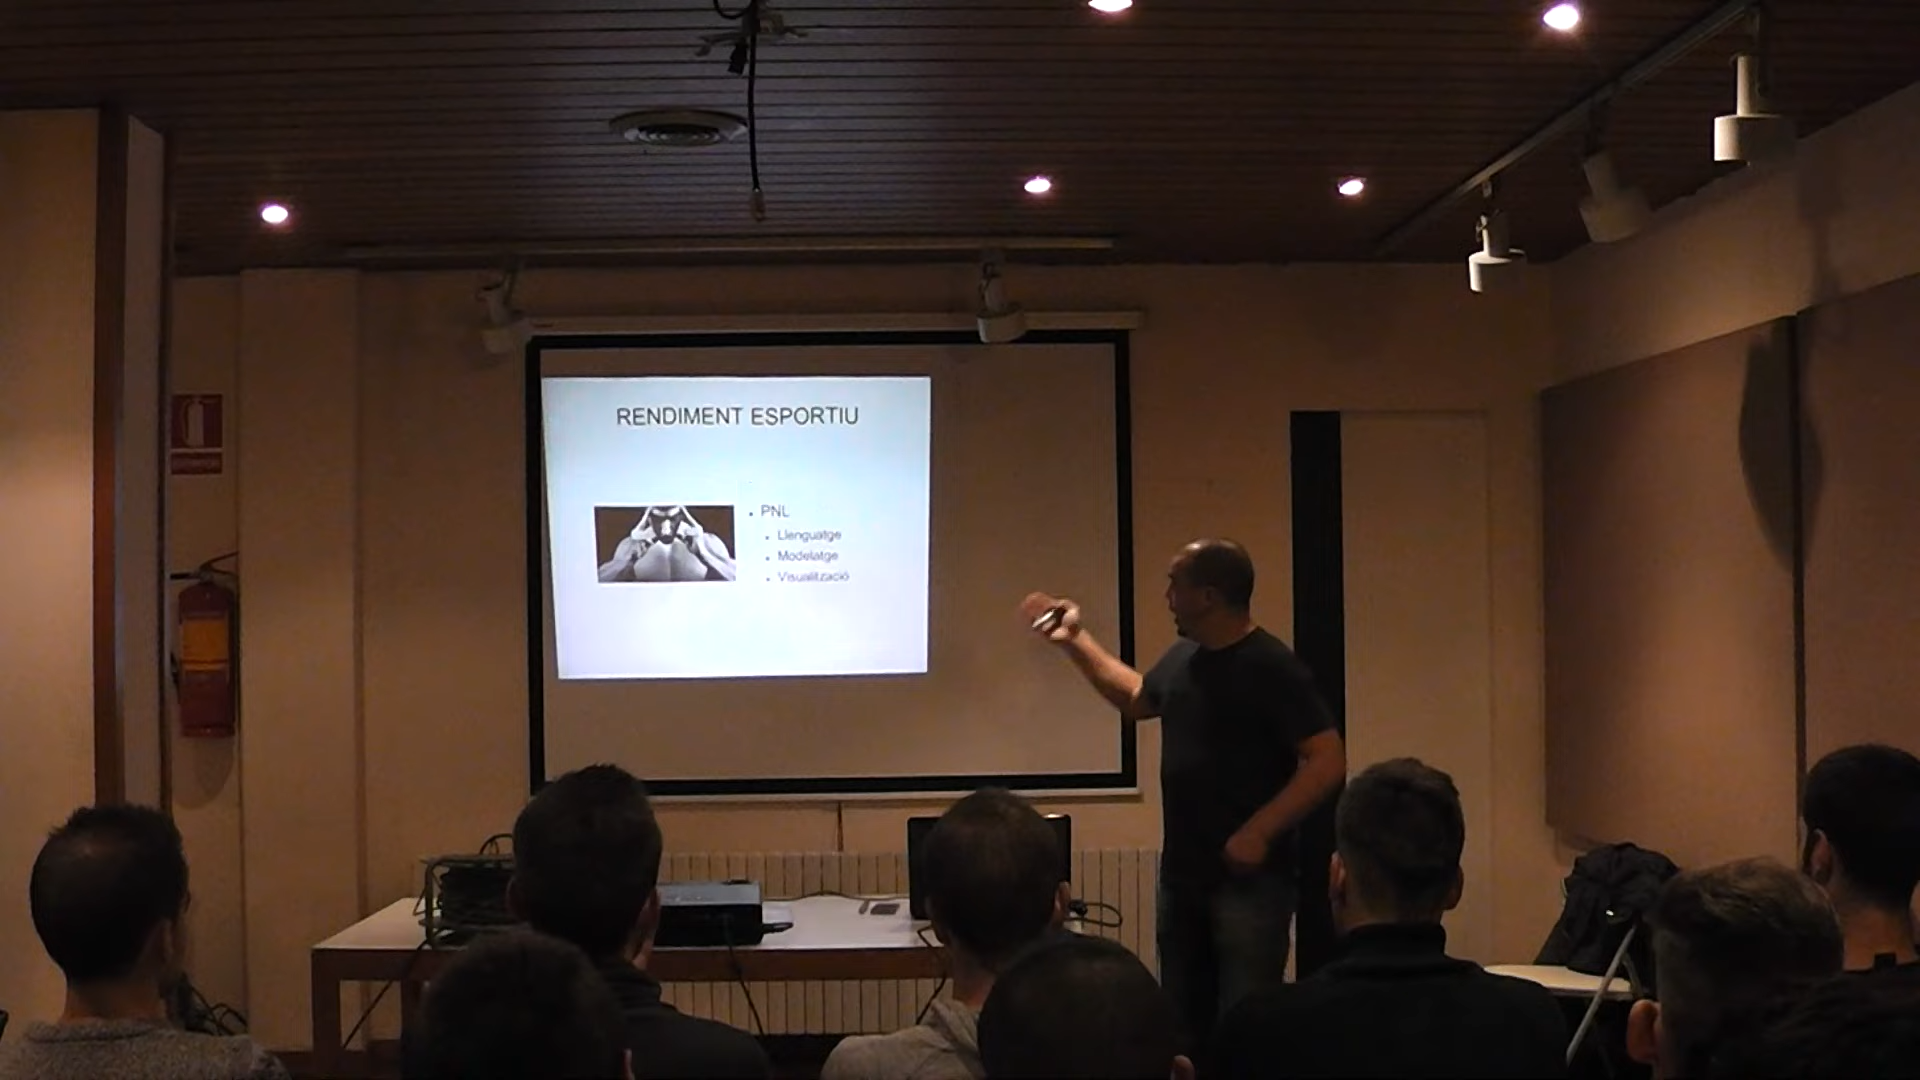 RENDIMENT ESPORTIU
• PNL
• Llenguatge
• Modelatge
• Visualització